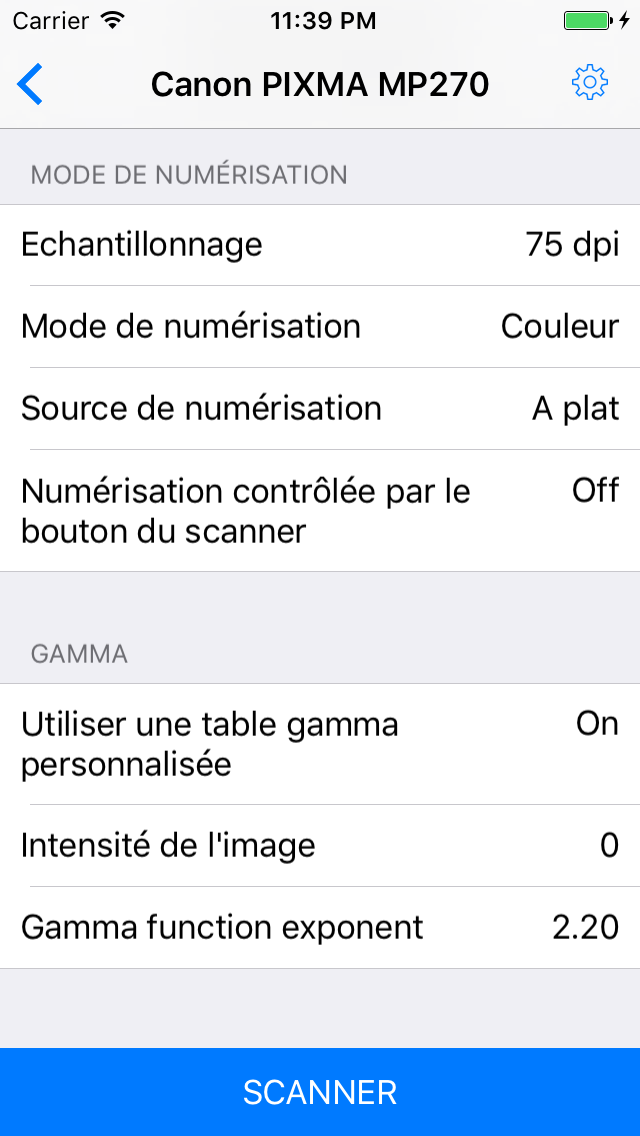 Carrier 11:39 PM
Canon PIXMA MP270
MODE DE NUMÉRISATION
Echantillonnage 75 dpi
Mode de numérisation Couleur
Source de numérisation A plat
Numérisation contrôlée par le Off
bouton du scanner
GAMMA
Utiliser une table gamma On
personnalisée
Intensité de l'image 0
Gamma function exponent 2.20
SCANNER